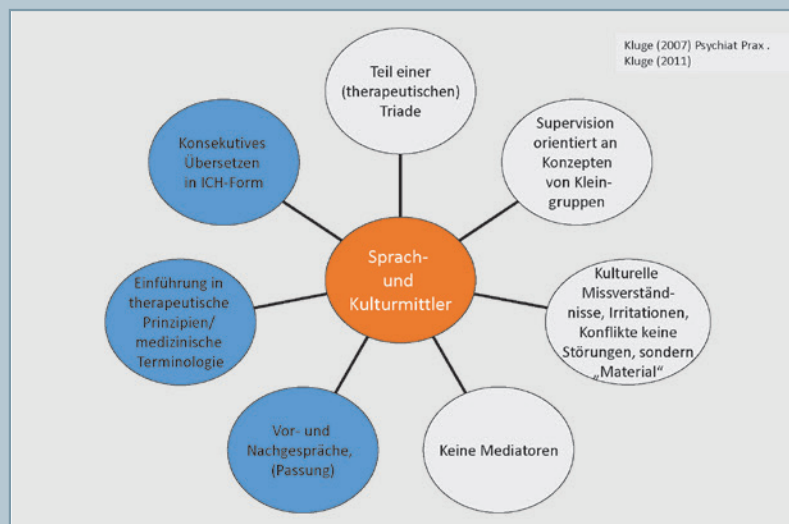 Kluge (2007) Psychiat Prax .
Kluge (2011)
Teil einer
(therapeutischen)
Triade
Supervision
orientiert an
Konzepten
von Klein-
gruppen
Kulturelle
Missverständ-
nisse, Irritationen,
Konflikte keine
Störungen, sondern
„Material“
Keine Mediatoren
Vor- und
Nachgespräche,
(Passung)
Einführung in
therapeutische
Prinzipien/
medizinische
Terminologie
Konsekutives
Übersetzen
in ICH-Form
Sprach-
und
Kulturmittler